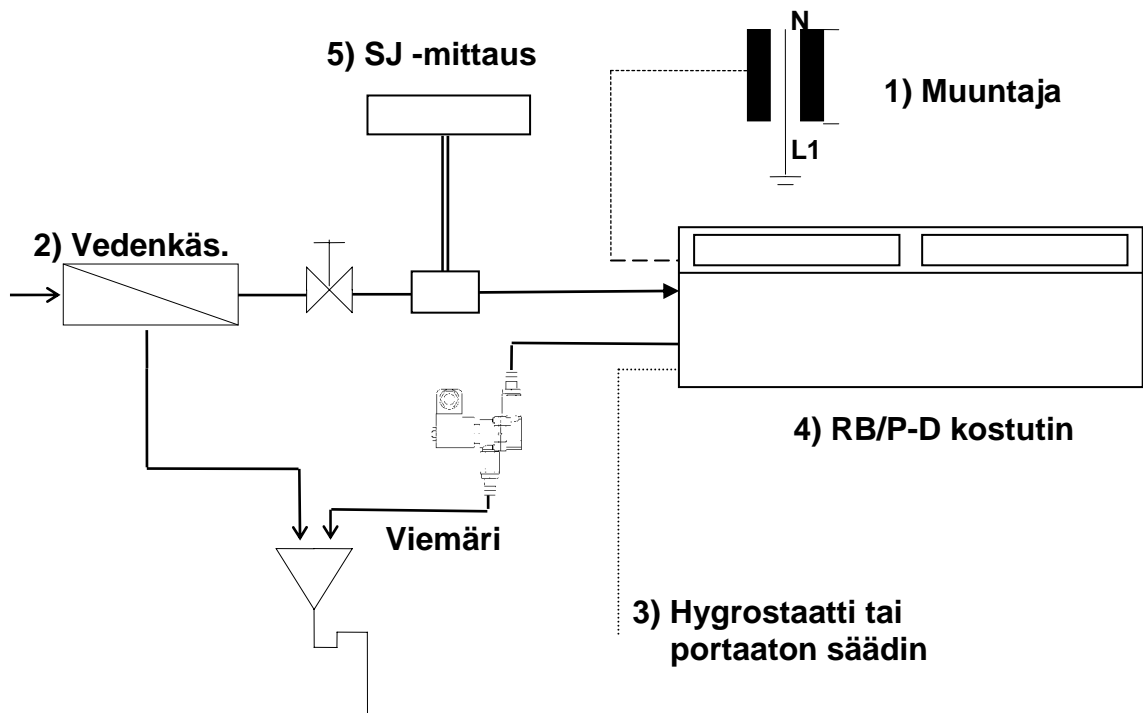 N
5) SJ -mittaus
1) Muuntaja
L1
2) Vedenkäs.
4) RB/P-D kostutin
Viemäri
3) Hygrostaatti tai
portaaton säädin